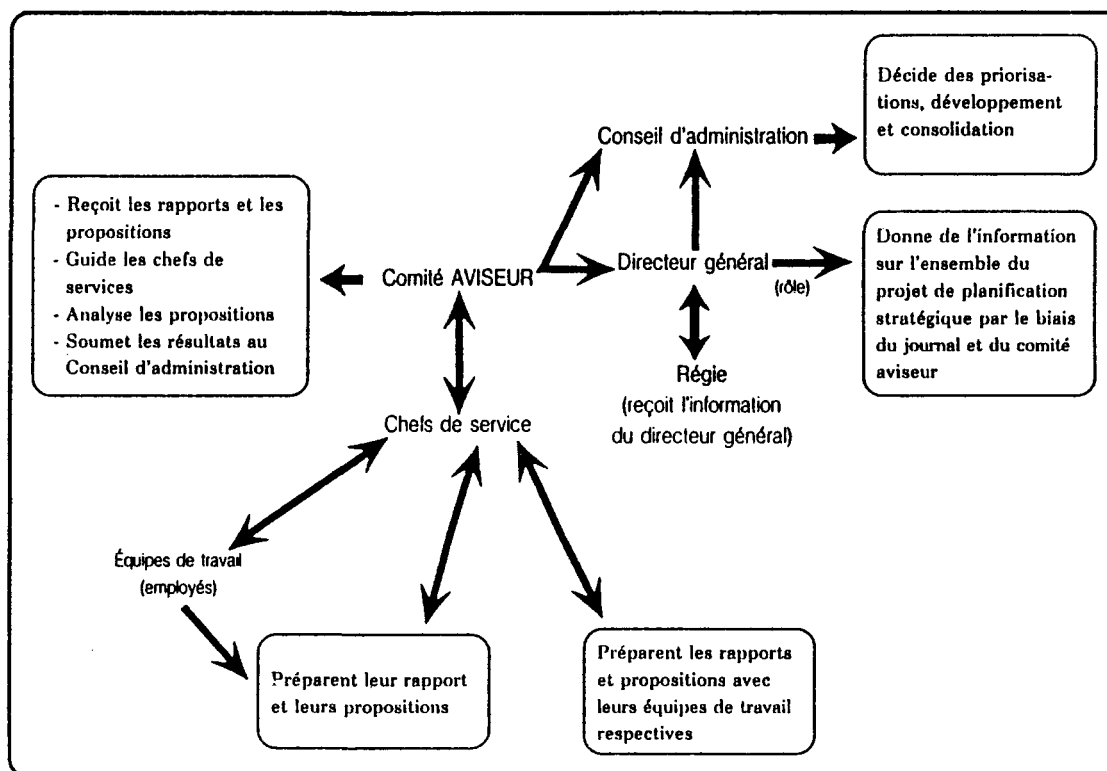 Décide des priorisa-
tions, développement
et consolidation
Conseil d'administration
- Reçoit les rapports et les
propositions
- Guide les chefs de
services
- Analyse les propositions
- Soumet les résultats au
Conseil d'administration
Comité AVISEUR
Directeur général
(rôle)
Donne de l'information
sur l'ensemble du
projet de planification
stratégique par le biais
du journal et du comité
aviseur
Régie
(reçoit l'information
du directeur général)
Chefs de service
Équipes de travail
(employés)
Préparent leur rapport
et leurs propositions
Préparent les rapports
et propositions avec
leurs équipes de travail
respectives